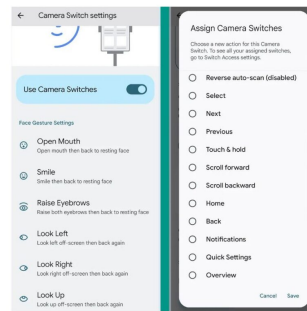 Camera Switch settings
Use Camera Switches
Face Gesture Settings
Open Mouth
Open mouth then back to resting face
Smile
Smile then back to resting face
Raise Eyebrows
Raise both eyebrows then back to resting face
Look Left
Look left off-screen then back again
Look Right
Look right off-screen then back again
Look Up
Look up off-screen then back again
Assign Camera Switches
Choose a new action for this Camera
Switch. To see all your assigned switches,
go to Switch Access settings.
Reverse auto-scan (disabled)
Select
Next
Previous
Touch & hold
Scroll forward
Scroll backward
Home
Back
Notifications
Quick Settings
Overview
Cancel Save